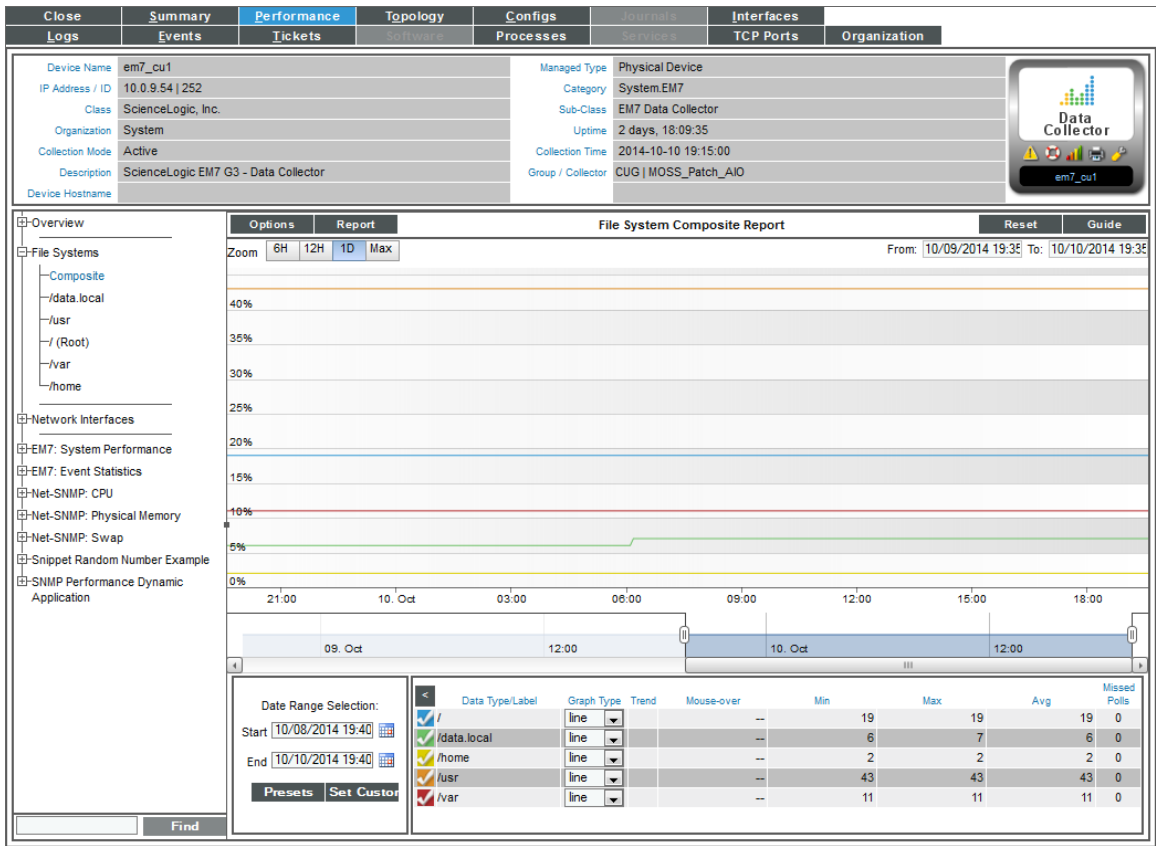 Close Summary Performance Topology Configs Journals Interfaces
Logs Events Tickets Software Processes Services TCP Ports Organization
Device Name em7_cu1 Managed Type Physical Device
IP Address / ID 10.0.9.54 | 252 Category System.EM7
Class ScienceLogic, Inc. Sub-Class EM7 Data Collector
Organization System Uptime 2 days, 18:09:35
Collection Mode Active Collection Time 2014-10-10 19:15:00
Description ScienceLogic EM7 G3 - Data Collector Group / Collector CUG | MOSS_Patch_AIO
Device Hostname
Data
Collector
em7_cu1
Overview
File Systems
Composite
/data.local
/usr
/ (Root)
/var
/home
Network Interfaces
EM7: System Performance
EM7: Event Statistics
Net-SNMP: CPU
Net-SNMP: Physical Memory
Net-SNMP: Swap
Snippet Random Number Example
SNMP Performance Dynamic
Application
Find
Options Report File System Composite Report Reset Guide
Zoom 6H 12H 1D Max From: 10/09/2014 19:35 To: 10/10/2014 19:35
40%
35%
30%
25%
20%
15%
10%
5%
0%
21:00 10. Oct 03:00 06:00 09:00 12:00 15:00 18:00
09. Oct 12:00 10. Oct 12:00
Date Range Selection:
Start 10/08/2014 19:40
End 10/10/2014 19:40
Presets Set Custor
< Data Type/Label Graph Type Trend Mouse-over Min Max Avg Missed Polls
/ line -- 19 19 19 0
/data.local line -- 6 7 6 0
/home line -- 2 2 2 0
/usr line -- 43 43 43 0
/var line -- 11 11 11 0